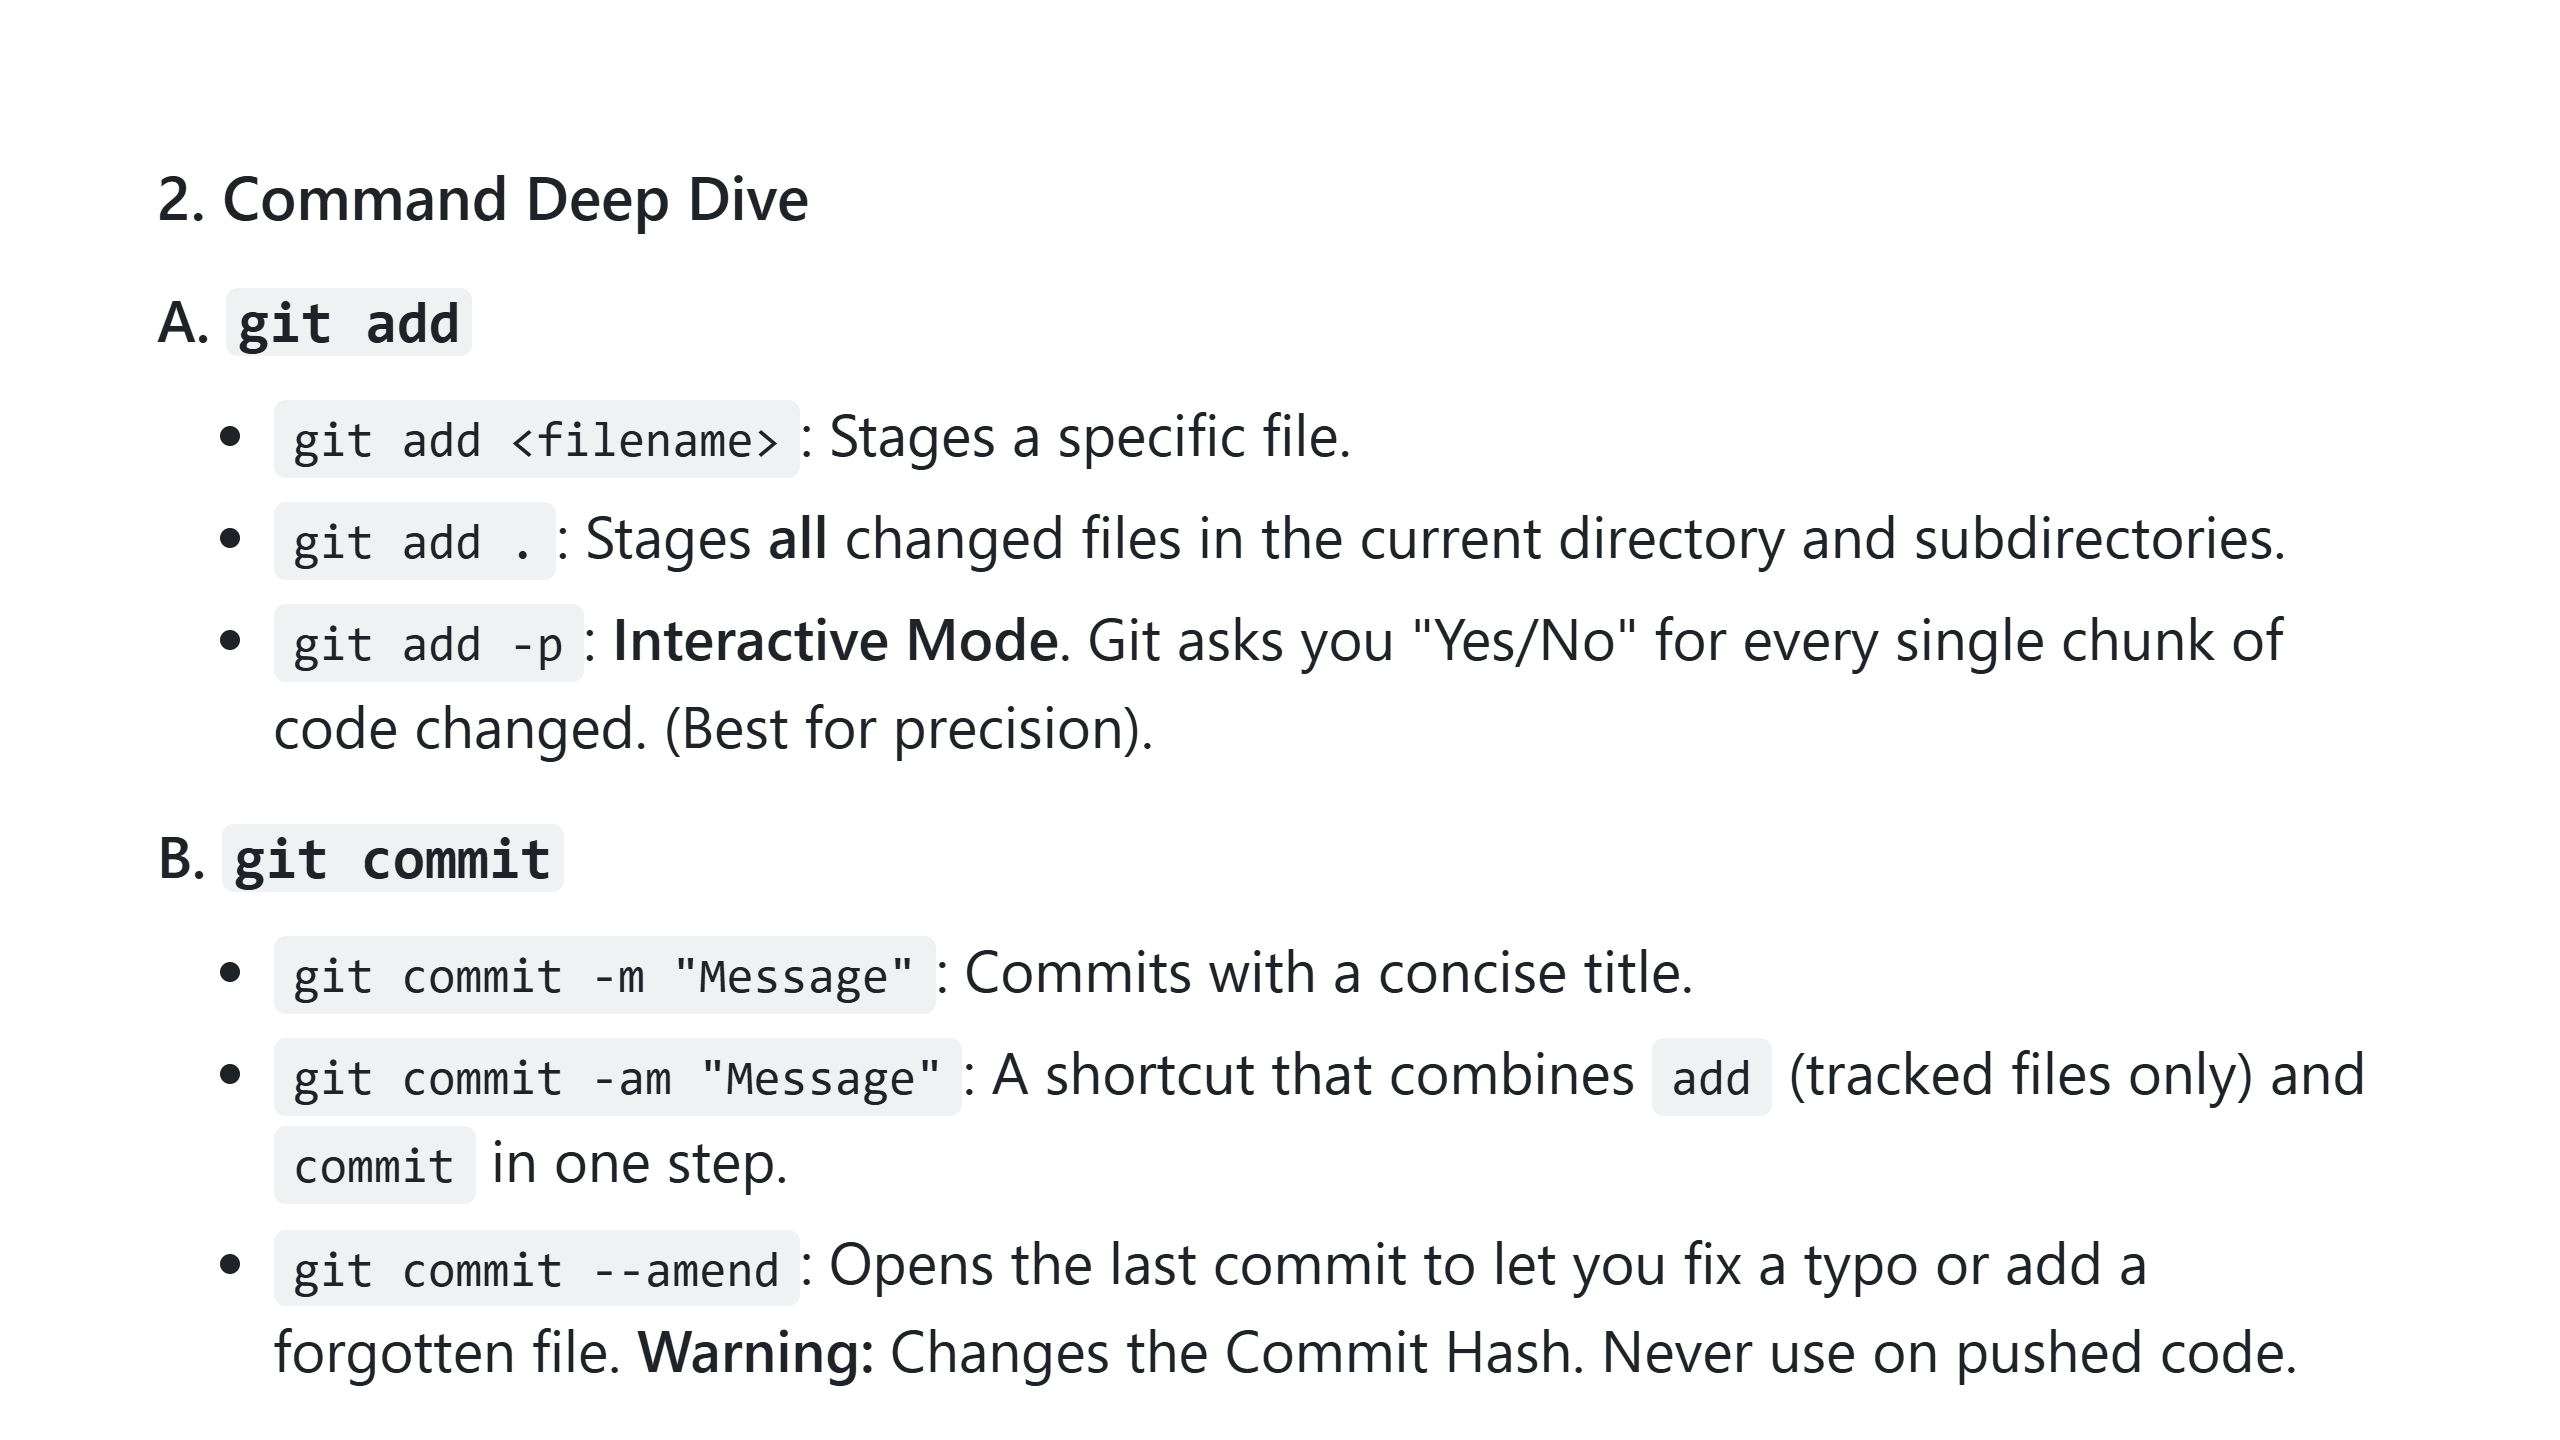 2. Command Deep Dive
A. git add
• git add <filename> : Stages a specific file.
• git add . : Stages all changed files in the current directory and subdirectories.
• git add -p : Interactive Mode. Git asks you "Yes/No" for every single chunk of
code changed. (Best for precision).
B. git commit
• git commit -m "Message" : Commits with a concise title.
• git commit -am "Message" : A shortcut that combines add (tracked files only) and
commit in one step.
• git commit --amend : Opens the last commit to let you fix a typo or add a
forgotten file. Warning: Changes the Commit Hash. Never use on pushed code.